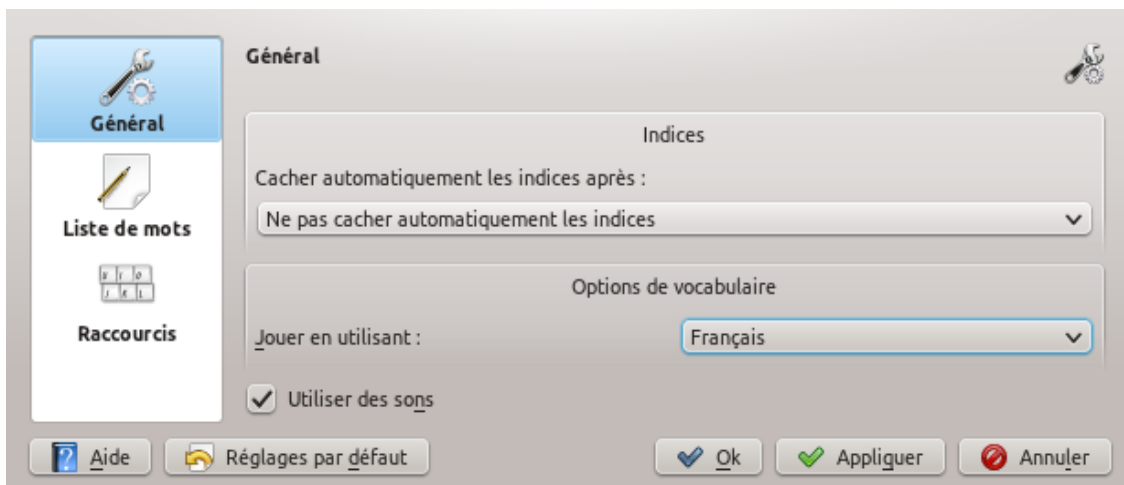 Général
Liste de mots
Raccourcis
Général
Indices
Cacher automatiquement les indices après :
Ne pas cacher automatiquement les indices
Options de vocabulaire
Jouer en utilisant :
Français
Utiliser des sons
Aide
Réglages par défaut
Ok
Appliquer
Annuler